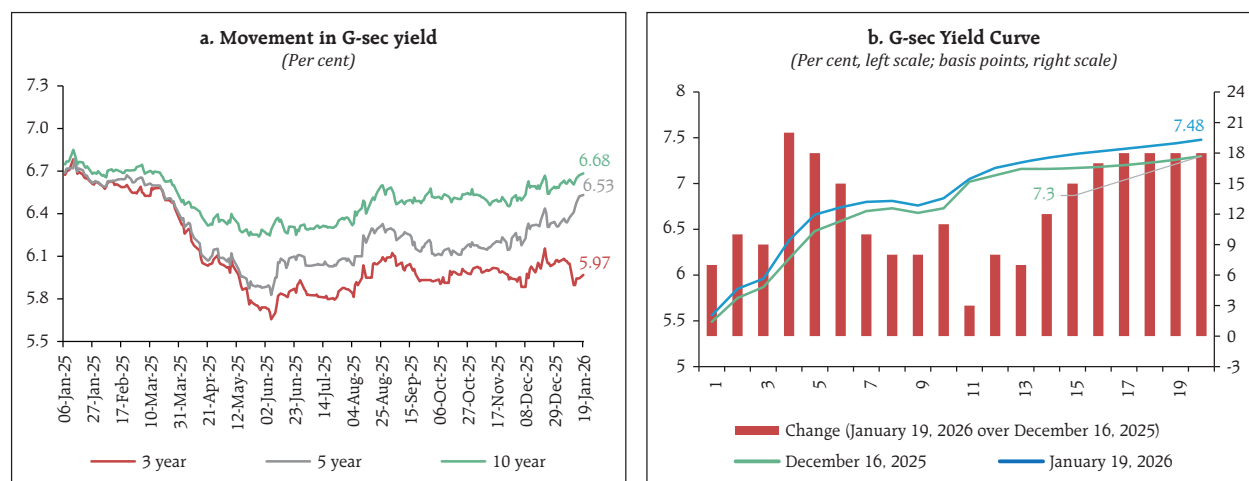 a. Movement in G-sec yield
(Per cent)
7.3
7.0
6.7
6.4
6.1
5.8
5.5
6.68
6.53
5.97
06-Jan-25
27-Jan-25
17-Feb-25
10-Mar-25
31-Mar-25
21-Apr-25
12-May-25
02-Jun-25
23-Jun-25
14-Jul-25
04-Aug-25
25-Aug-25
15-Sep-25
06-Oct-25
27-Oct-25
17-Nov-25
08-Dec-25
29-Dec-25
19-Jan-26
3 year
5 year
10 year
b. G-sec Yield Curve
(Per cent, left scale; basis points, right scale)
8
7.5
7
6.5
6
5.5
5
24
21
18
15
12
9
6
3
0
-3
7.48
7.3
1
3
5
7
9
11
13
15
17
19
Change (January 19, 2026 over December 16, 2025)
December 16, 2025
January 19, 2026